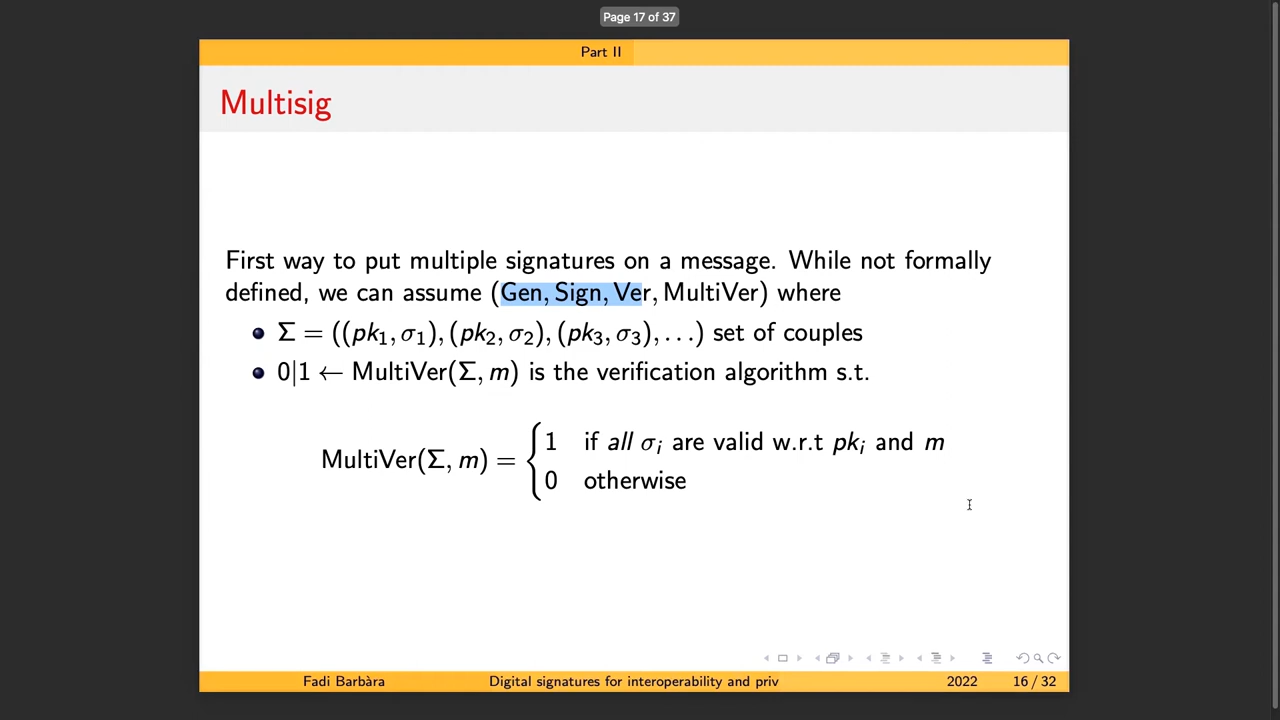 Page 17 of 37
Part II
Multisig
First way to put multiple signatures on a message. While not formally
defined, we can assume (Gen, Sign, Ver, MultiVer) where
Σ = ((pk₁, σ₁), (pk₂, σ₂), (pk₃, σ₃), . . .) set of couples
0|1 ← MultiVer(Σ, m) is the verification algorithm s.t.
1 if all σᵢ are valid w.r.t pkᵢ and m
MultiVer(Σ, m) = {
0 otherwise
Fadi Barbàra Digital signatures for interoperability and priv 2022 16 / 32